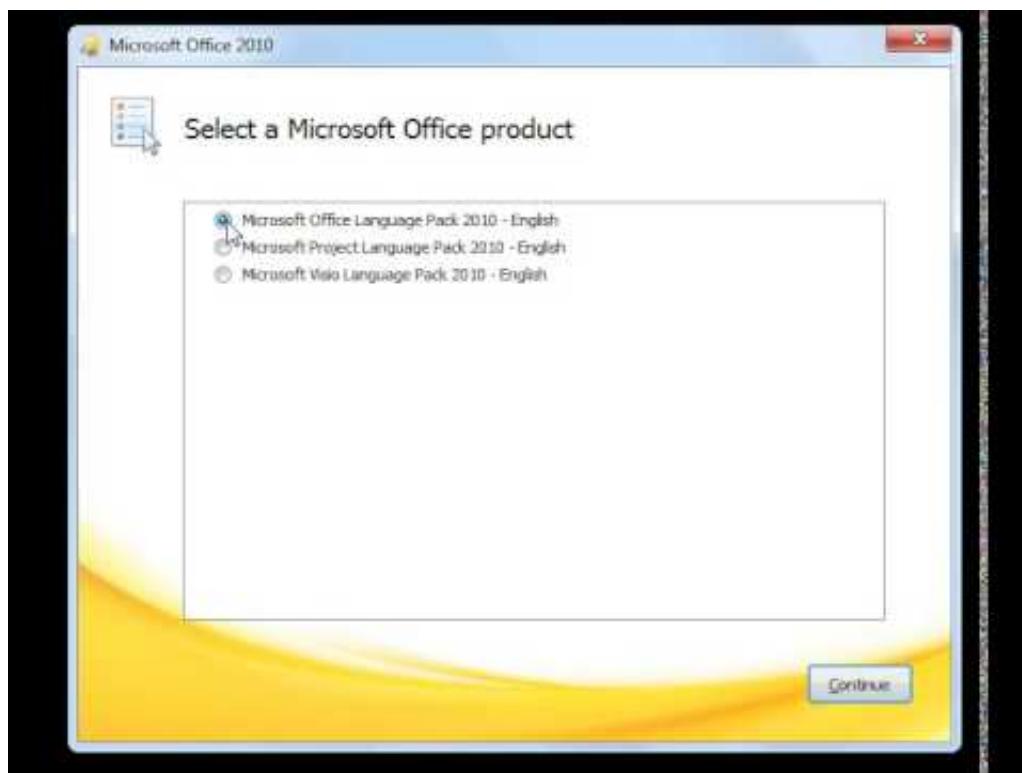 Microsoft Office 2010
Select a Microsoft Office product
Microsoft Office Language Pack 2010 - English
Microsoft Project Language Pack 2010 - English
Microsoft Visio Language Pack 2010 - English
Continue